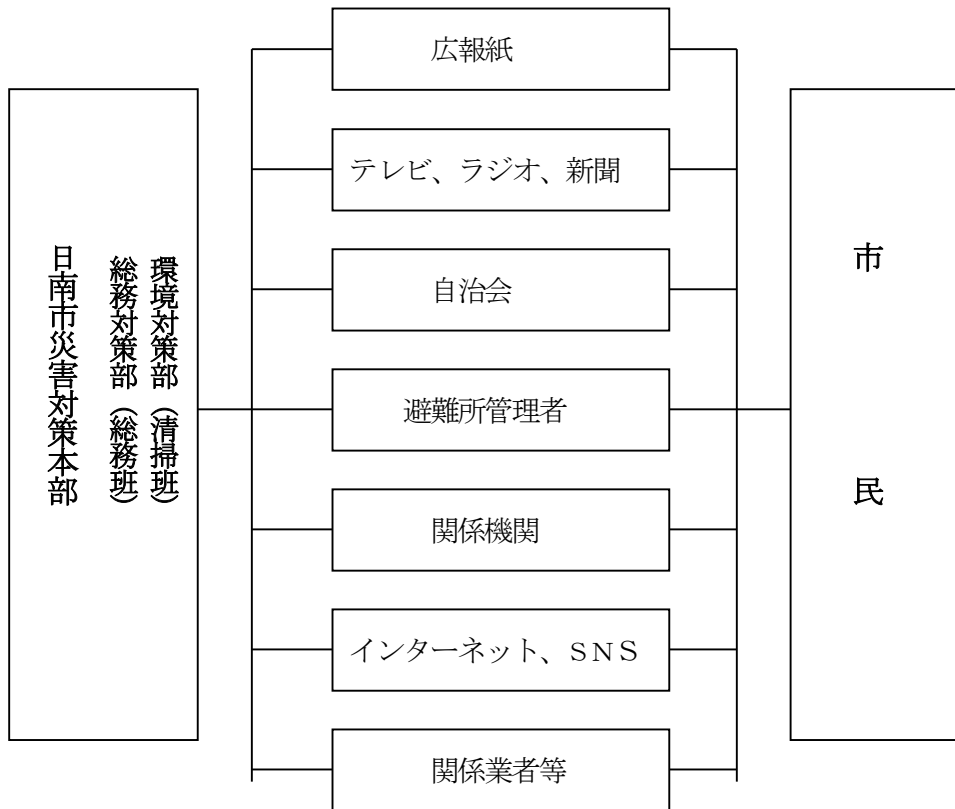 広報紙
テレビ、ラジオ、新聞
自治会
避難所管理者
関係機関
インターネット、ＳＮＳ
関係業者等
日南市災害対策本部
総務対策部（総務班）
環境対策部（清掃班）
市民